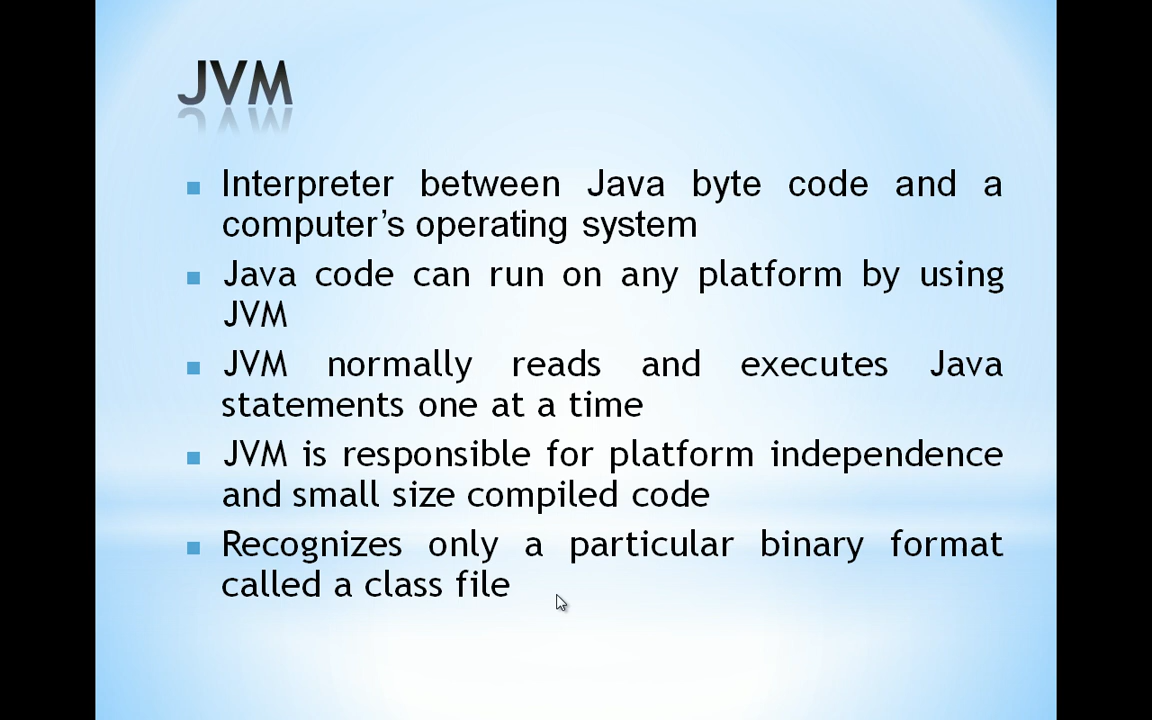 JVM
Interpreter between Java byte code and a
computer's operating system
Java code can run on any platform by using
JVM
JVM normally reads and executes Java
statements one at a time
JVM is responsible for platform independence
and small size compiled code
Recognizes only a particular binary format
called a class file